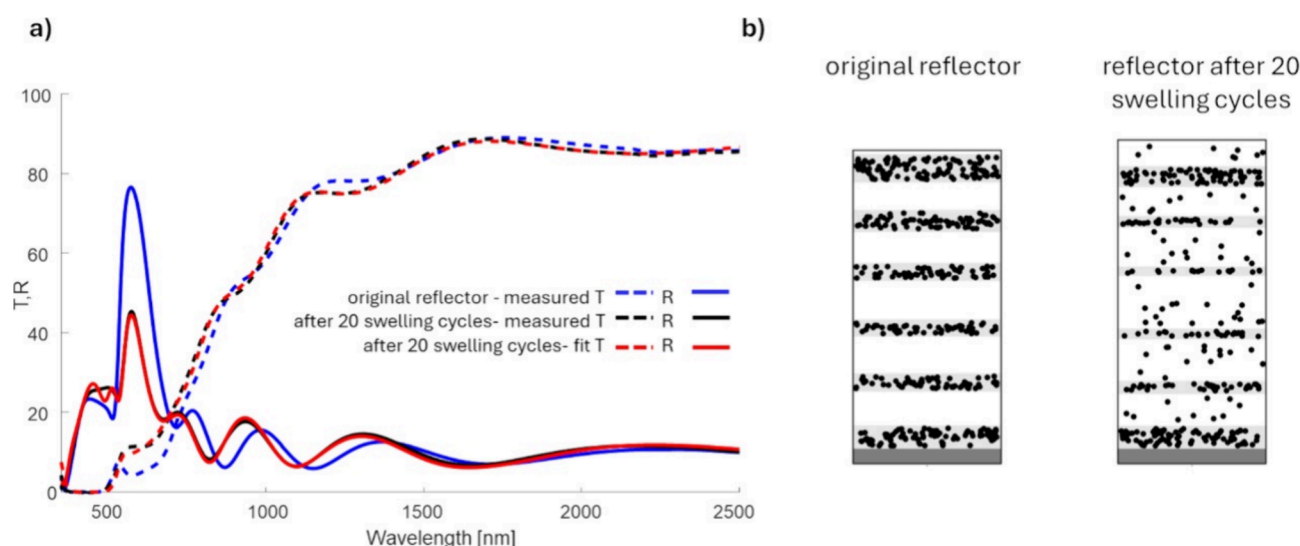 a)
100
80
60
40
20
0
T,R
500
1000
1500
2000
2500
Wavelength [nm]
original reflector - measured T R
after 20 swelling cycles- measured T R
after 20 swelling cycles- fit T R
b)
original reflector
reflector after 20
swelling cycles